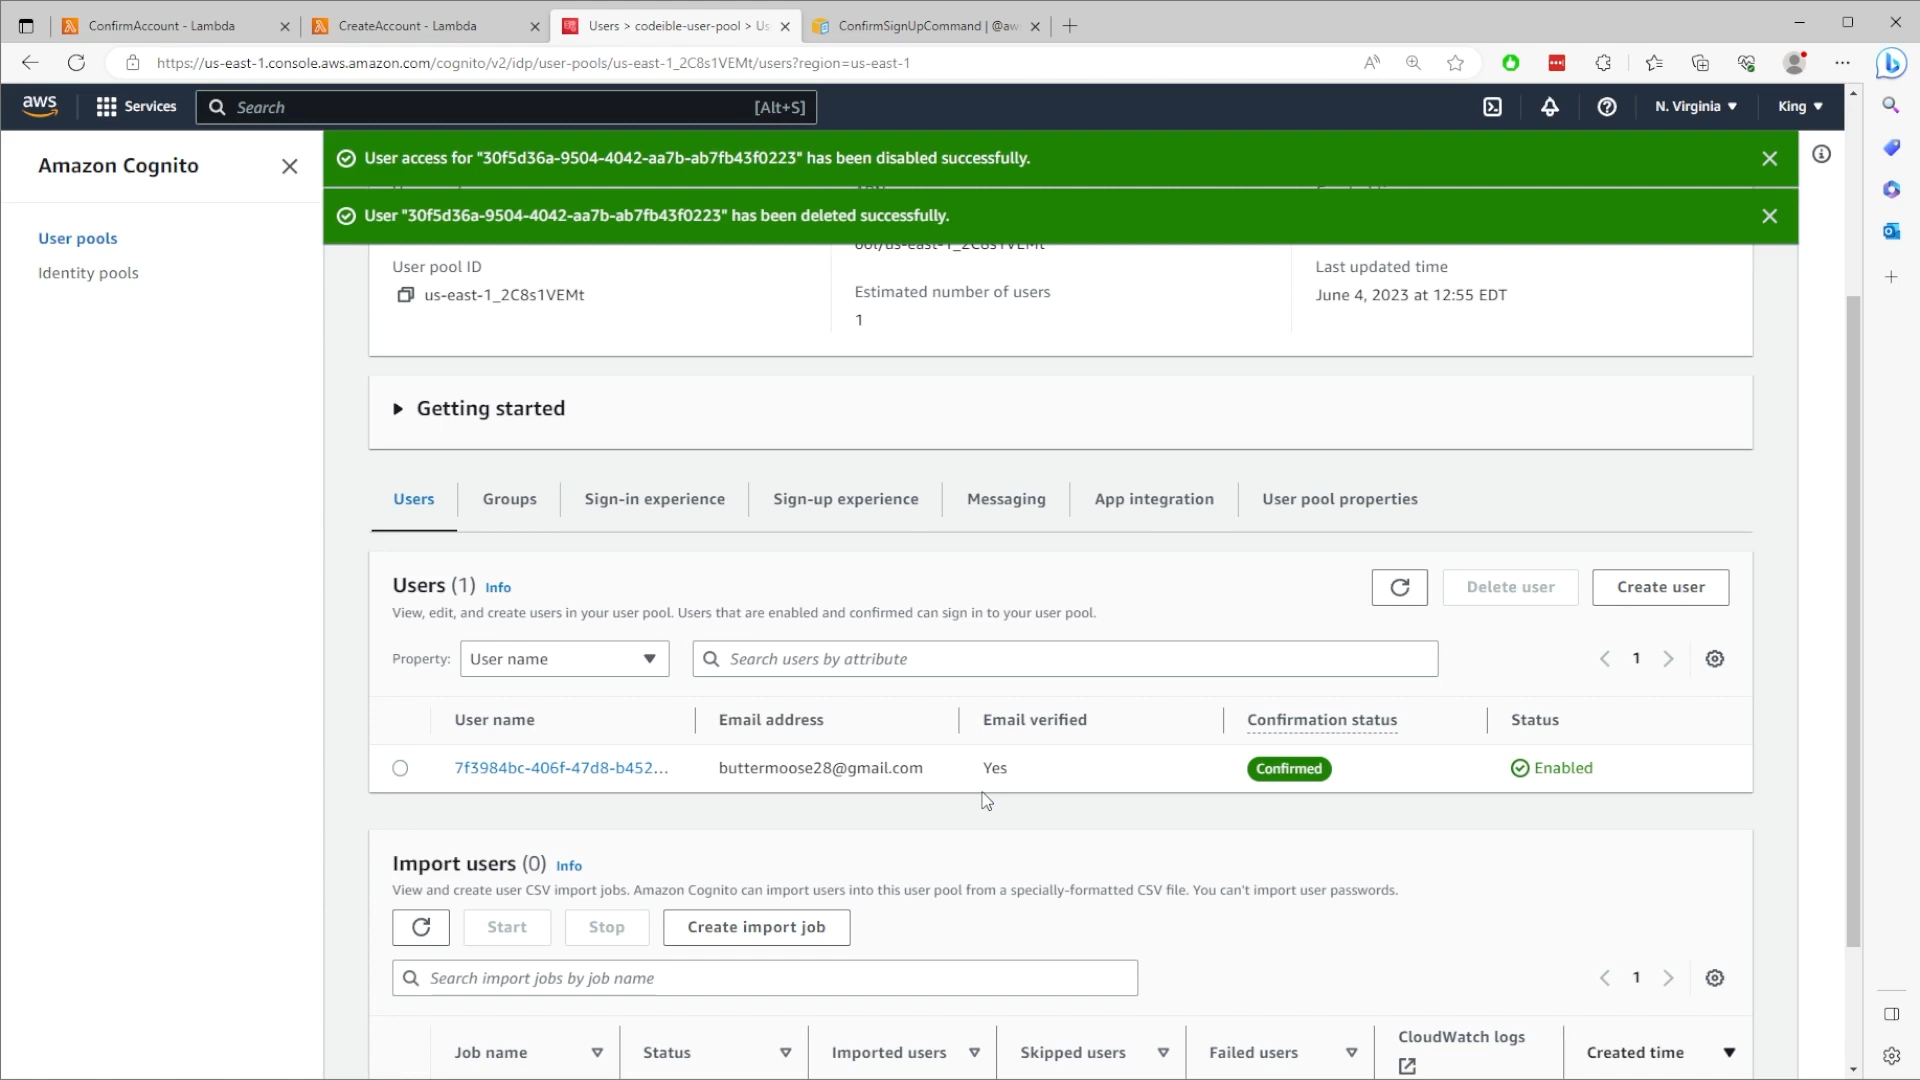 ConfirmAccount - Lambda
CreateAccount - Lambda
Users > codeible-user-pool > Us
ConfirmSignUpCommand | @aw
https://us-east-1.console.aws.amazon.com/cognito/v2/idp/user-pools/us-east-1_2C8s1VEMt/users?region=us-east-1
aws
Services
Search
[Alt+S]
N. Virginia
King
Amazon Cognito
User pools
Identity pools
User access for "30f5d36a-9504-4042-aa7b-ab7fb43f0223" has been disabled successfully.
User "30f5d36a-9504-4042-aa7b-ab7fb43f0223" has been deleted successfully.
ool/us-east-1_2C8s1VEMt
User pool ID
us-east-1_2C8s1VEMt
Estimated number of users
1
Last updated time
June 4, 2023 at 12:55 EDT
Getting started
Users
Groups
Sign-in experience
Sign-up experience
Messaging
App integration
User pool properties
Users (1) Info
View, edit, and create users in your user pool. Users that are enabled and confirmed can sign in to your user pool.
Delete user
Create user
Property:
User name
Search users by attribute
1
User name
Email address
Email verified
Confirmation status
Status
7f3984bc-406f-47d8-b452...
buttermoose28@gmail.com
Yes
Confirmed
Enabled
Import users (0) Info
View and create user CSV import jobs. Amazon Cognito can import users into this user pool from a specially-formatted CSV file. You can't import user passwords.
Start
Stop
Create import job
Search import jobs by job name
1
Job name
Status
Imported users
Skipped users
Failed users
CloudWatch logs
Created time